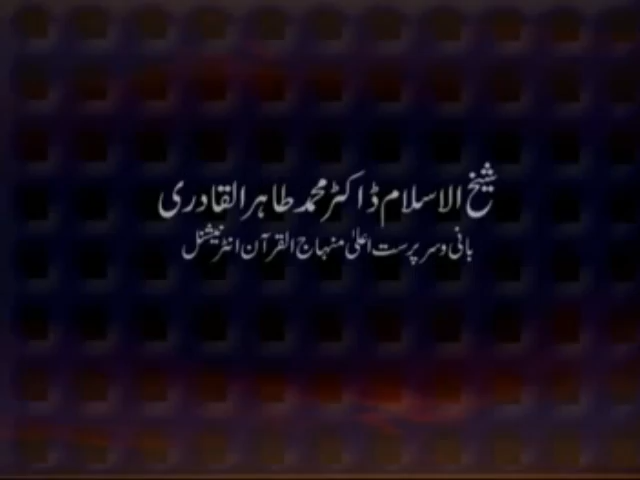 شیخ الاسلام ڈاکٹر محمد طاہر القادری
بانی و سرپرست اعلیٰ منہاج القرآن انٹرنیشنل